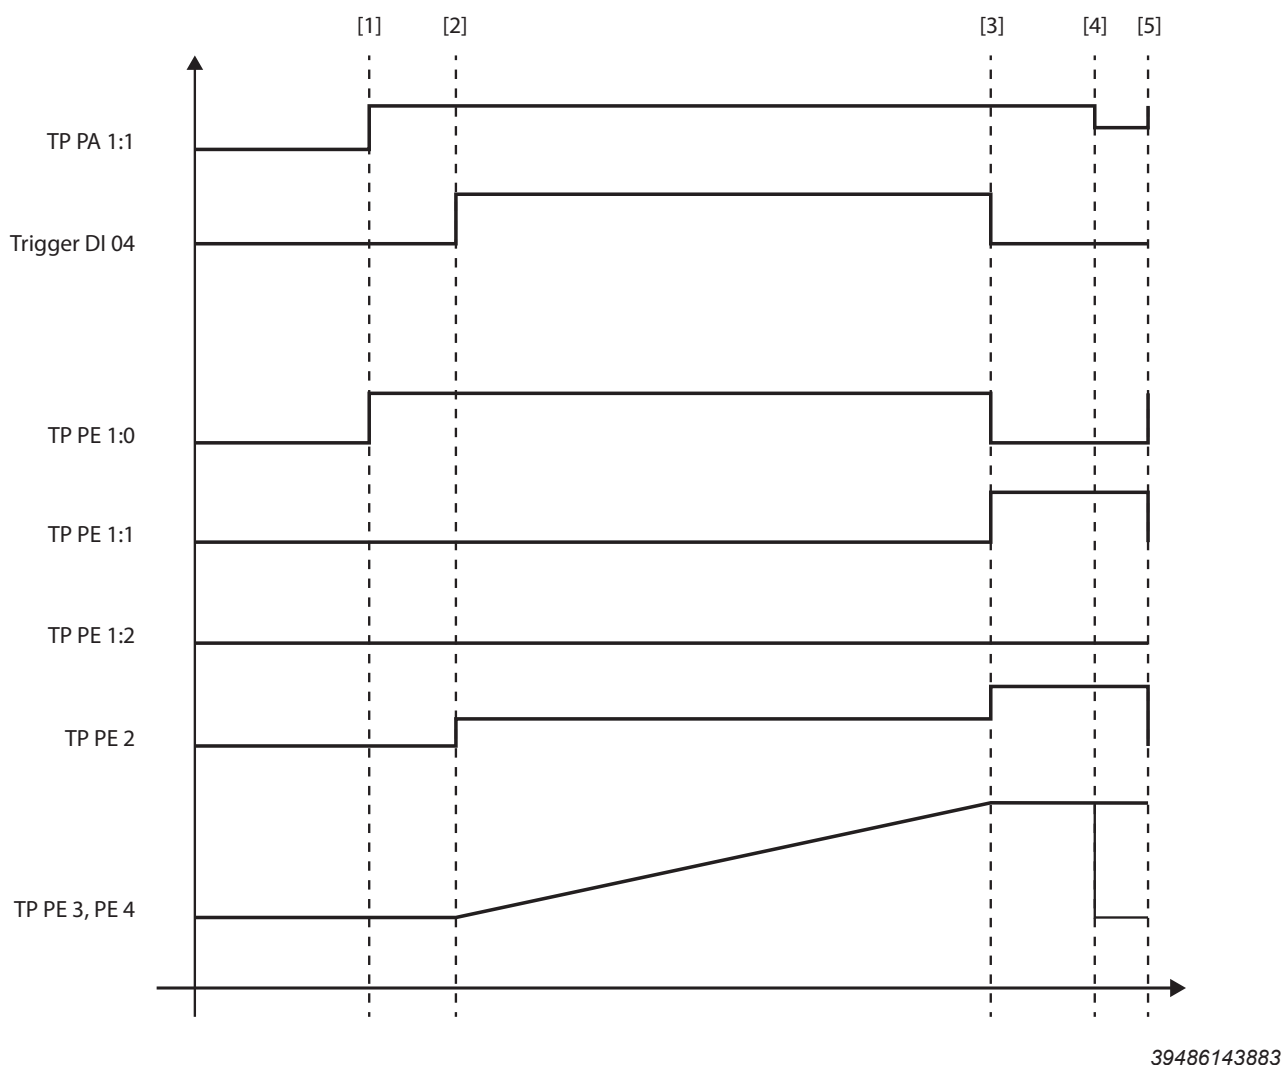 [1] [2] [3] [4] [5]
TP PA 1:1
Trigger DI 04
TP PE 1:0
TP PE 1:1
TP PE 1:2
TP PE 2
TP PE 3, PE 4
39486143883